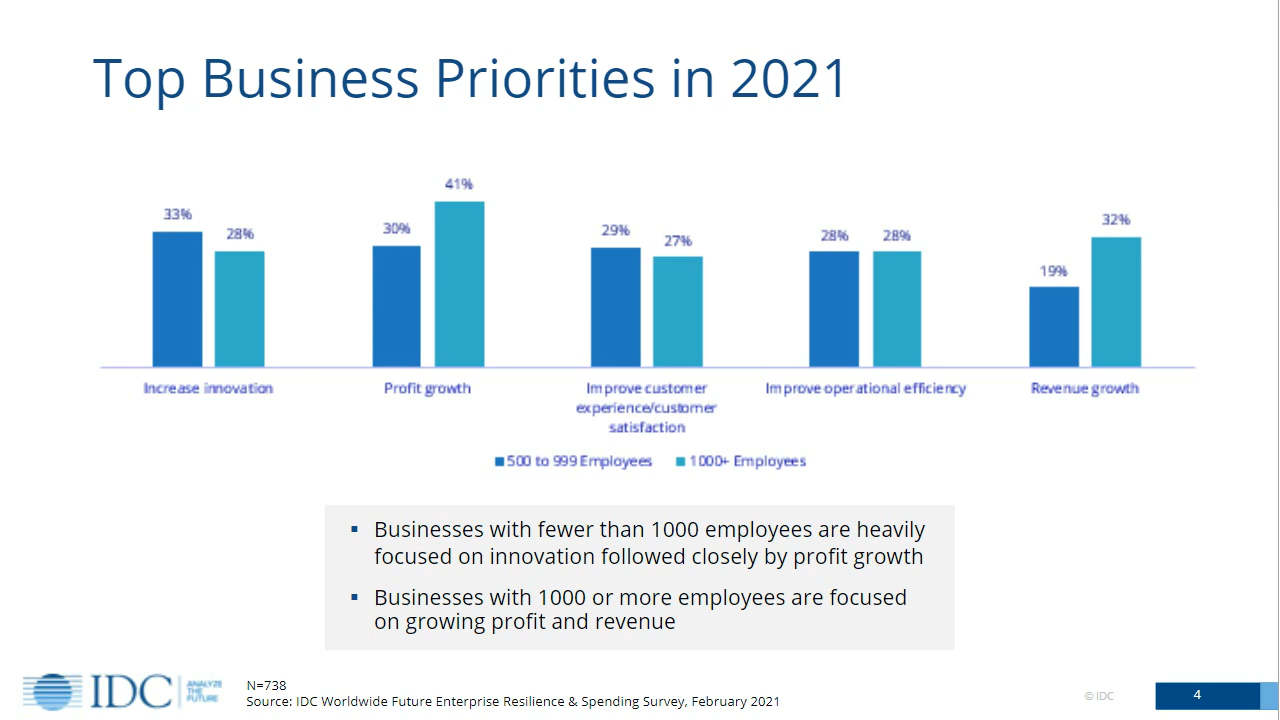 Top Business Priorities in 2021
41%
33%
32%
30%
29%
28%
28%
28%
27%
19%
Increase innovation
Profit growth
Improve customer
experience/customer
satisfaction
Improve operational efficiency
Revenue growth
500 to 999 Employees
1000+ Employees
▪ Businesses with fewer than 1000 employees are heavily
focused on innovation followed closely by profit growth
▪ Businesses with 1000 or more employees are focused
on growing profit and revenue
IDC
ANALYZE
THE
FUTURE
N=738
Source: IDC Worldwide Future Enterprise Resilience & Spending Survey, February 2021
© IDC
4